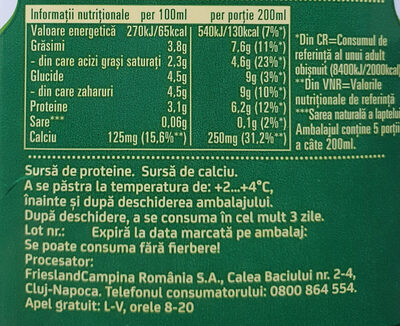 Informații nutriționale per 100ml per porție 200ml
Valoare energetică 270kJ/65kcal 540kJ/130kcal (7%*)
Grăsimi 3.8g 7.6g (11%*)
- din care acizi grași saturați 2,3g 4.6g (23%*)
Glucide 4,5g 9g (3%*)
- din care zaharuri 4,5g 9g (10%*)
Proteine 3,1g 6,2g (12%*)
Sare*** 0.06g 0.1g (2%*)
Calciu 125mg (15,6%**) 250mg (31,2%**)
*Din CR=Consumul de
referință al unui adult
obișnuit (8400kJ/2000kcal)
**Din VNR=Valorile
nutriționale de referință
***Sarea naturală a laptelui
Ambalajul conține 5 porții
a câte 200ml.
Sursă de proteine. Sursă de calciu.
A se păstra la temperatura de: +2...+4°C,
înainte și după deschiderea ambalajului.
După deschidere, a se consuma în cel mult 3 zile.
Lot nr.: Expiră la data marcată pe ambalaj:
Se poate consuma fără fierbere!
Procesator:
FrieslandCampina România S.A., Calea Baciului nr. 2-4,
Cluj-Napoca. Telefonul consumatorului: 0800 864 554.
Apel gratuit: L-V, orele 8-20